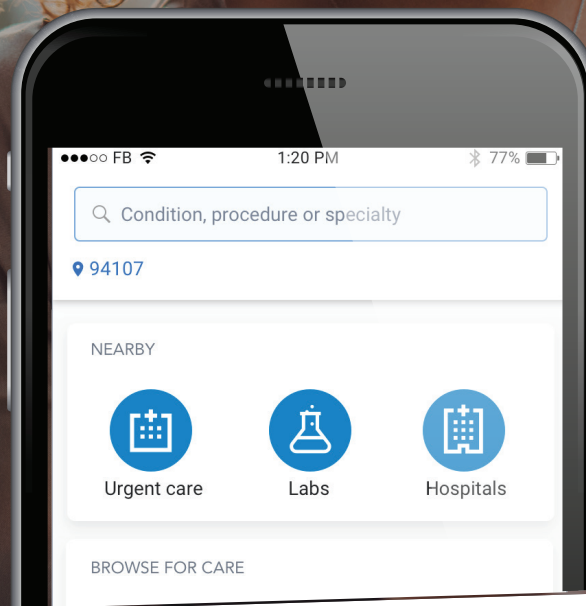 FB 1:20 PM 77%
Condition, procedure or specialty
94107
NEARBY
Urgent care Labs Hospitals
BROWSE FOR CARE